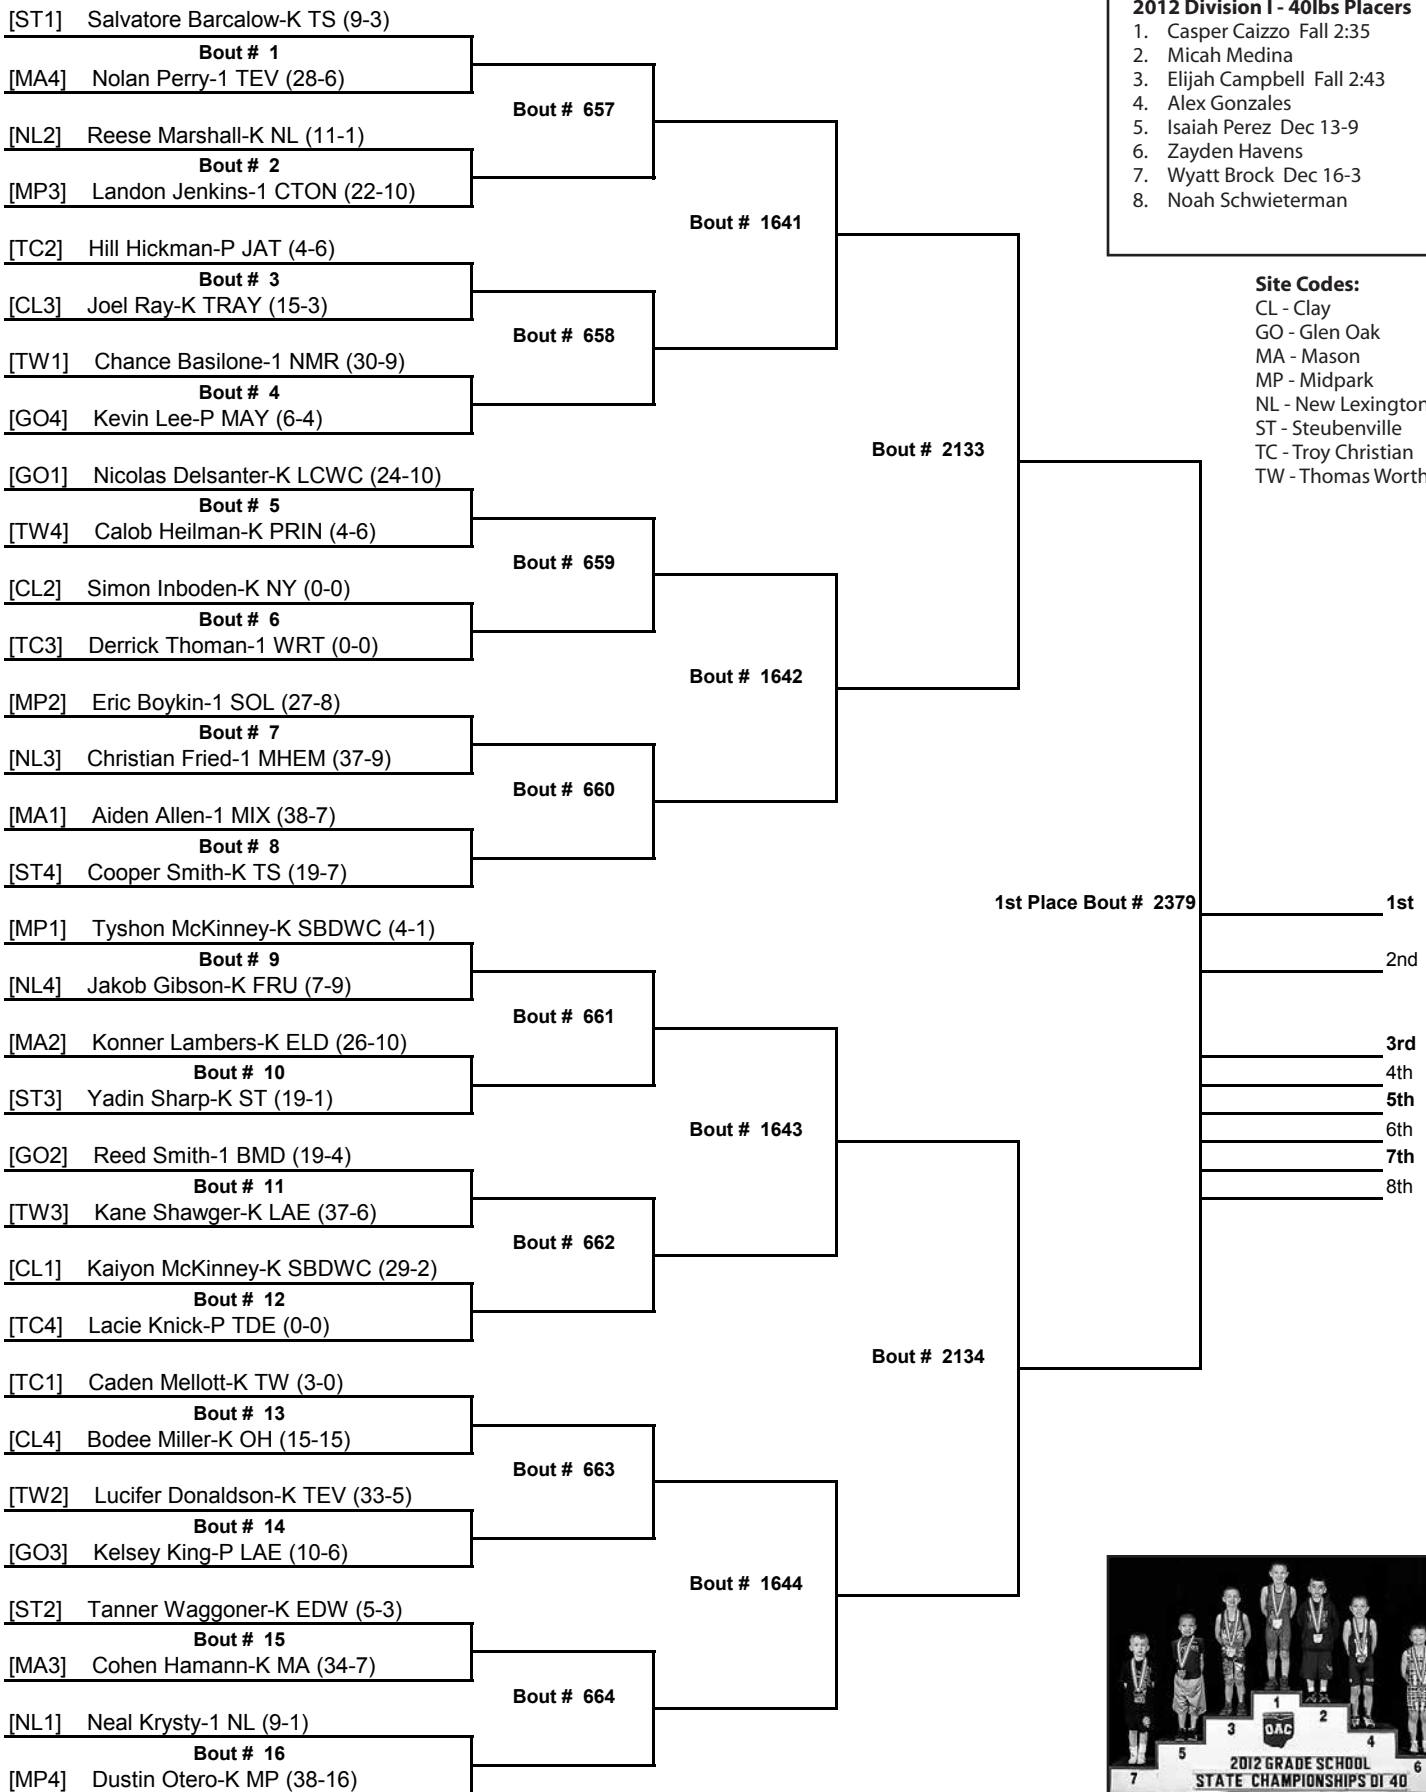 [ST1] Salvatore Barcalow-K TS (9-3)
Bout # 1
[MA4] Nolan Perry-1 TEV (28-6)
Bout # 657
[NL2] Reese Marshall-K NL (11-1)
Bout # 2
[MP3] Landon Jenkins-1 CTON (22-10)
Bout # 1641
[TC2] Hill Hickman-P JAT (4-6)
Bout # 3
[CL3] Joel Ray-K TRAY (15-3)
Bout # 658
[TW1] Chance Basilone-1 NMR (30-9)
Bout # 4
[GO4] Kevin Lee-P MAY (6-4)
Bout # 2133
[GO1] Nicolas Delsanter-K LCWC (24-10)
Bout # 5
[TW4] Calob Heilman-K PRIN (4-6)
Bout # 659
[CL2] Simon Inboden-K NY (0-0)
Bout # 6
[TC3] Derrick Thoman-1 WRT (0-0)
Bout # 1642
[MP2] Eric Boykin-1 SOL (27-8)
Bout # 7
[NL3] Christian Fried-1 MHEM (37-9)
Bout # 660
[MA1] Aiden Allen-1 MIX (38-7)
Bout # 8
[ST4] Cooper Smith-K TS (19-7)
1st Place Bout # 2379
[MP1] Tyshon McKinney-K SBDWC (4-1)
Bout # 9
[NL4] Jakob Gibson-K FRU (7-9)
Bout # 661
[MA2] Konner Lambers-K ELD (26-10)
Bout # 10
[ST3] Yadin Sharp-K ST (19-1)
Bout # 1643
[GO2] Reed Smith-1 BMD (19-4)
Bout # 11
[TW3] Kane Shawger-K LAE (37-6)
Bout # 662
[CL1] Kaiyon McKinney-K SBDWC (29-2)
Bout # 12
[TC4] Lacie Knick-P TDE (0-0)
Bout # 2134
[TC1] Caden Mellott-K TW (3-0)
Bout # 13
[CL4] Bodee Miller-K OH (15-15)
Bout # 663
[TW2] Lucifer Donaldson-K TEV (33-5)
Bout # 14
[GO3] Kelsey King-P LAE (10-6)
Bout # 1644
[ST2] Tanner Waggoner-K EDW (5-3)
Bout # 15
[MA3] Cohen Hamann-K MA (34-7)
Bout # 664
[NL1] Neal Krysty-1 NL (9-1)
Bout # 16
[MP4] Dustin Otero-K MP (38-16)
2012 Division I - 40lbs Placers
1. Casper Caizzo Fall 2:35
2. Micah Medina
3. Elijah Campbell Fall 2:43
4. Alex Gonzales
5. Isaiah Perez Dec 13-9
6. Zayden Havens
7. Wyatt Brock Dec 16-3
8. Noah Schwieterman
Site Codes:
CL - Clay
GO - Glen Oak
MA - Mason
MP - Midpark
NL - New Lexington
ST - Steubenville
TC - Troy Christian
TW - Thomas Worth
1st
2nd
3rd
4th
5th
6th
7th
8th
1
2
3
4
5
6
7
OAC
2012 GRADE SCHOOL
STATE CHAMPIONSHIPS DI 40